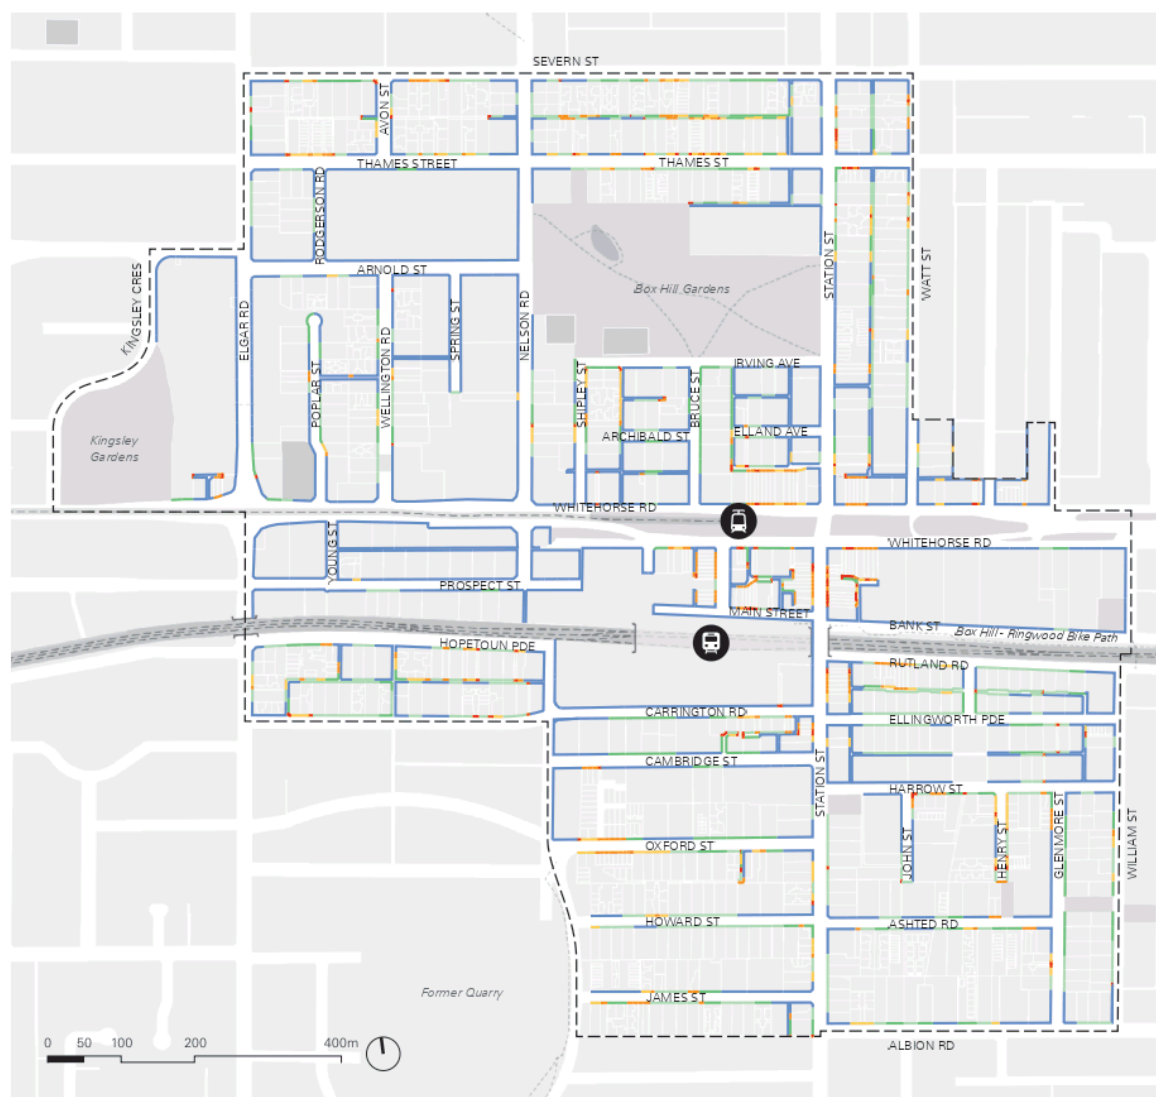 SEVERN ST
AVON ST
THAMES STREET
THAMES ST
RODGERSON RD
ARNOLD ST
KINGSLEY CRES
ELGAR RD
POPLAR ST
WELLINGTON RD
SPRING ST
NELSON RD
Box Hill Gardens
STATION ST
WATT ST
IRVING AVE
SHIPLEY ST
BRUCE ST
ARCHIBALD ST
ELLAND AVE
Kingsley
Gardens
WHITEHORSE RD
WHITEHORSE RD
YOUNG ST
PROSPECT ST
MAIN STREET
BANK ST
Box Hill - Ringwood Bike Path
HOPETOUN PDE
RUTLAND RD
CARRINGTON RD
ELLINGWORTH PDE
CAMBRIDGE ST
STATION ST
HARROW ST
OXFORD ST
JOHN ST
HENRY ST
GLENMORE ST
WILLIAM ST
HOWARD ST
ASHTED RD
Former Quarry
JAMES ST
ALBION RD
0 50 100 200 400m